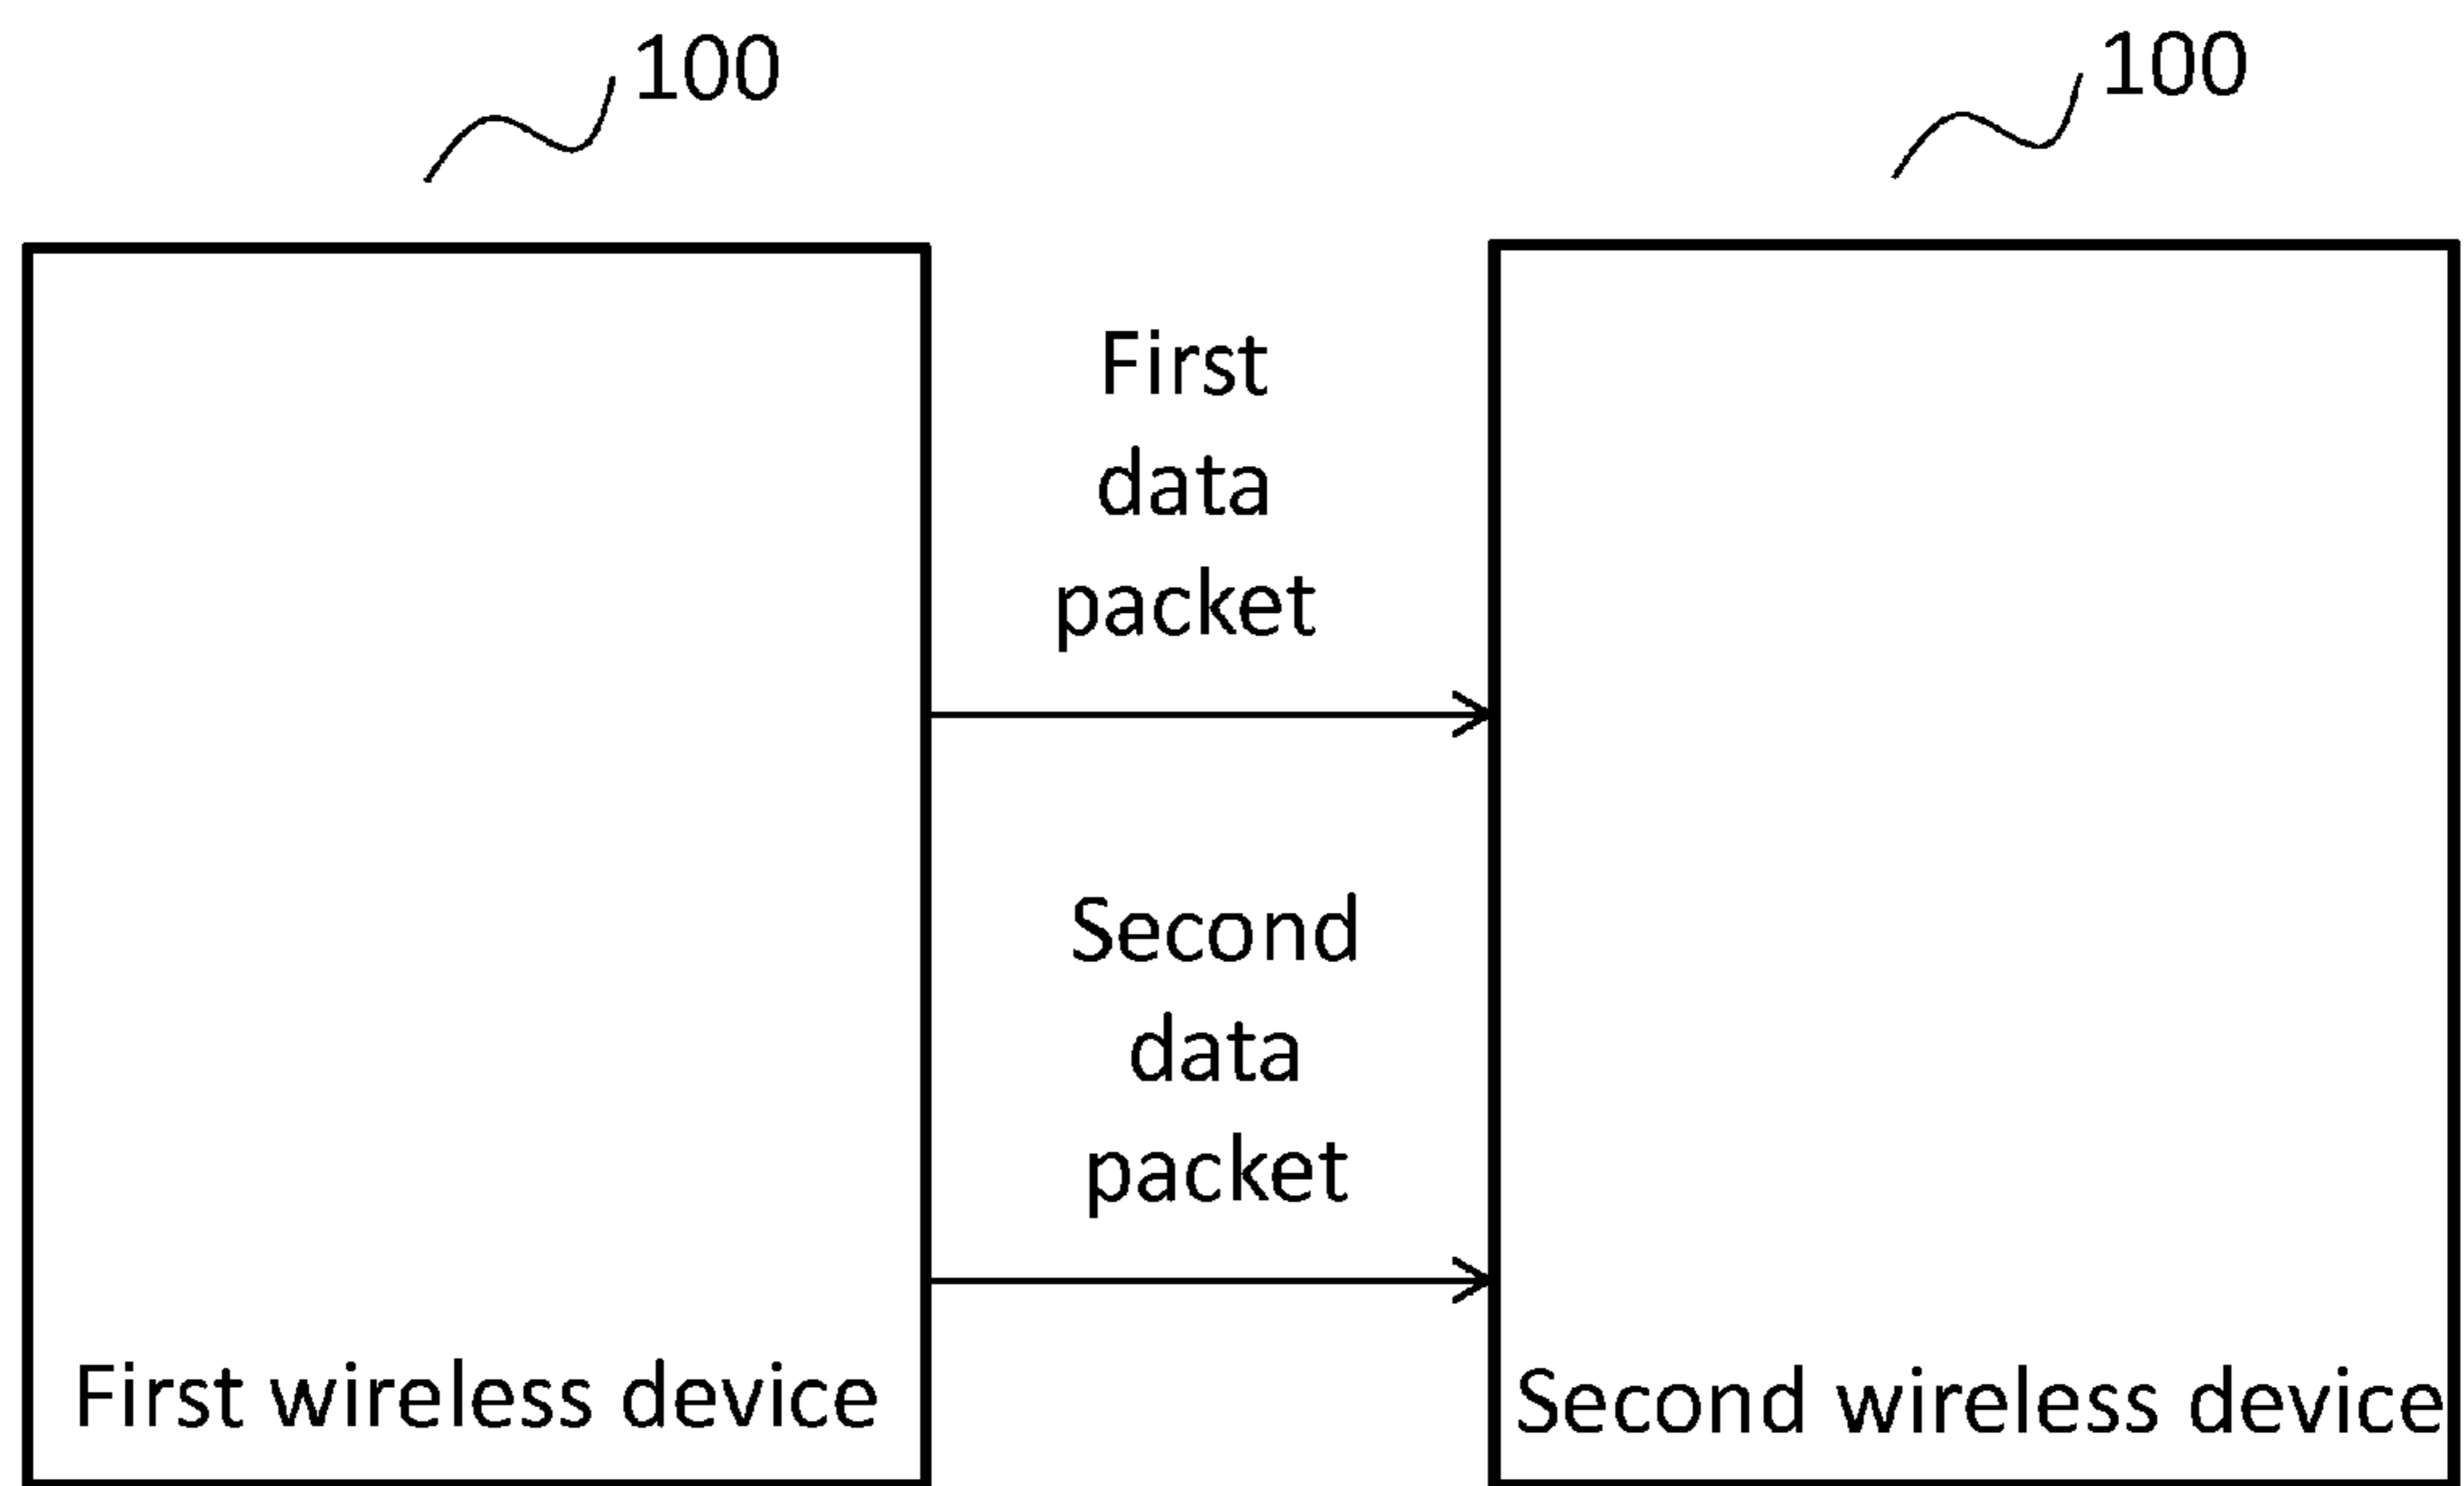 100
100
First
data
packet
Second
data
packet
First wireless device
Second wireless device